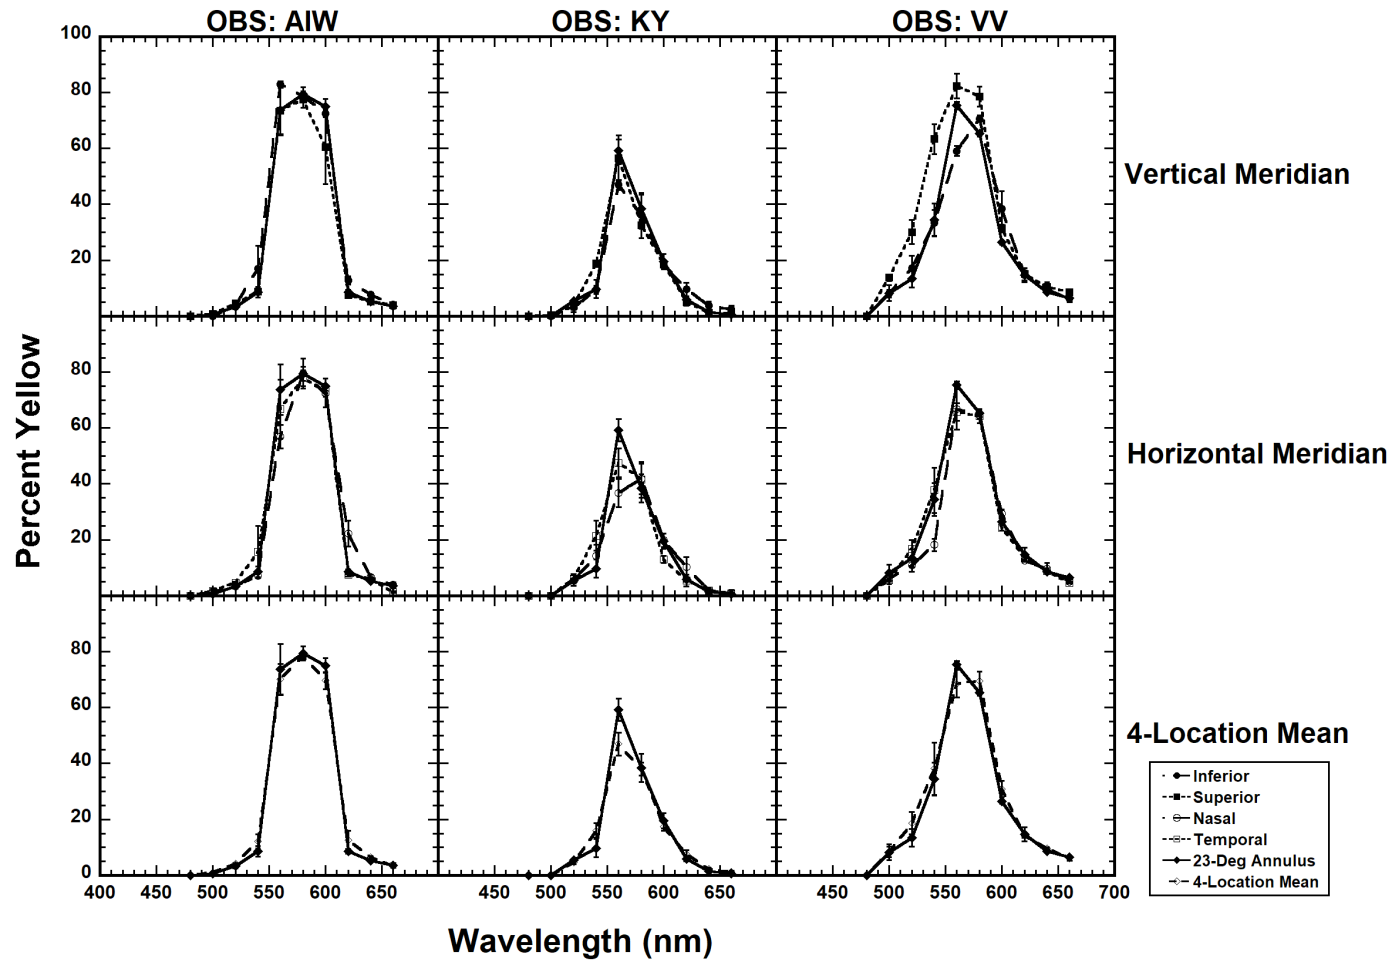 OBS: AIW OBS: KY OBS: VV
100
80
60
40
20
Vertical Meridian
80
60
40
20
Horizontal Meridian
Percent Yellow
80
60
40
20
0
4-Location Mean
Inferior
Superior
Nasal
Temporal
23-Deg Annulus
4-Location Mean
400 450 500 550 600 650 450 500 550 600 650 450 500 550 600 650 700
Wavelength (nm)